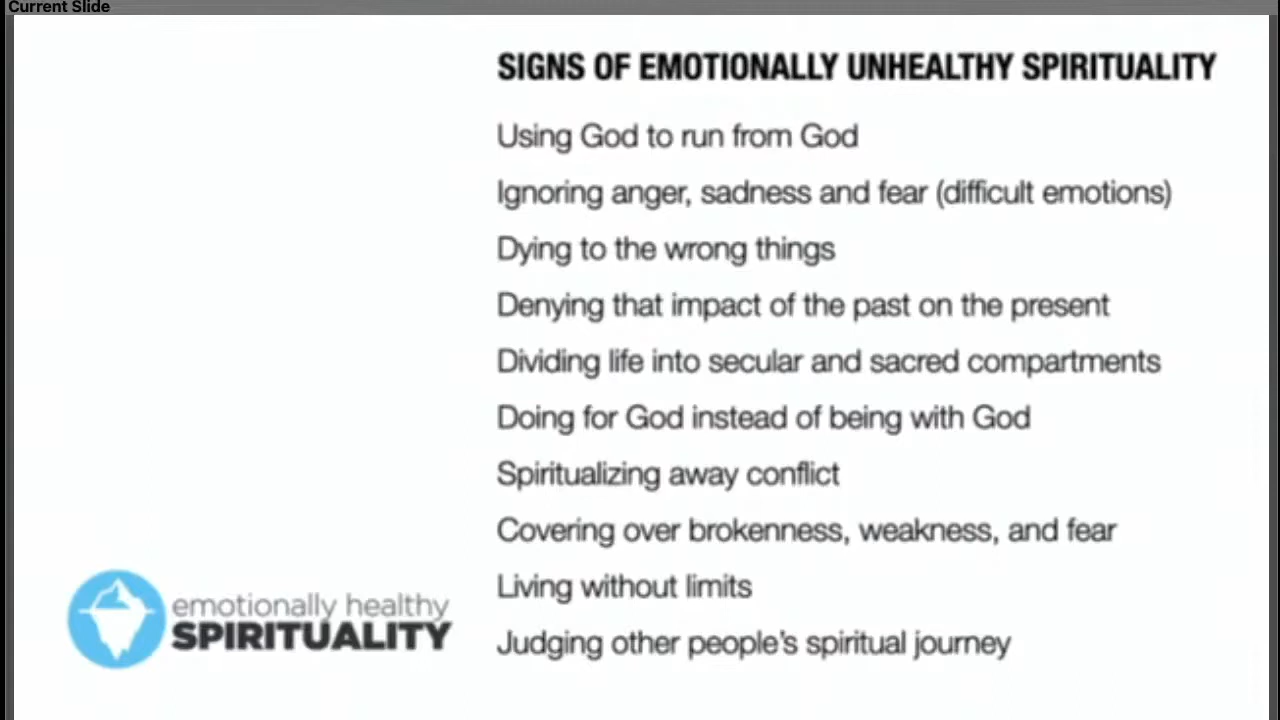 Current Slide
SIGNS OF EMOTIONALLY UNHEALTHY SPIRITUALITY
Using God to run from God
Ignoring anger, sadness and fear (difficult emotions)
Dying to the wrong things
Denying that impact of the past on the present
Dividing life into secular and sacred compartments
Doing for God instead of being with God
Spiritualizing away conflict
Covering over brokenness, weakness, and fear
Living without limits
Judging other people's spiritual journey
emotionally healthy
SPIRITUALITY